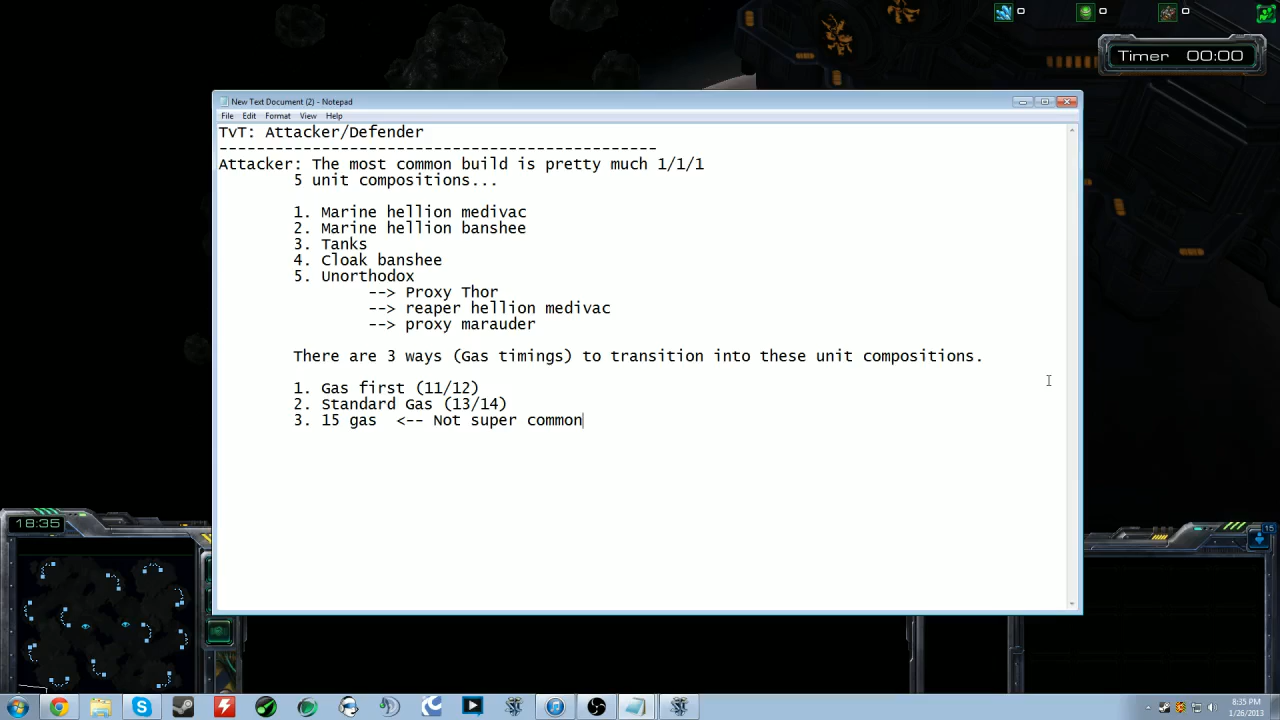 0 0 0
Timer 00:00
New Text Document (2) - Notepad
File Edit Format View Help
TvT: Attacker/Defender
-----------------------------------------------
Attacker: The most common build is pretty much 1/1/1
5 unit compositions...
1. Marine hellion medivac
2. Marine hellion banshee
3. Tanks
4. Cloak banshee
5. Unorthodox
--> Proxy Thor
--> reaper hellion medivac
--> proxy marauder
There are 3 ways (Gas timings) to transition into these unit compositions.
1. Gas first (11/12)
2. Standard Gas (13/14)
3. 15 gas <-- Not super common
18:35
15
8:35 PM
1/26/2013